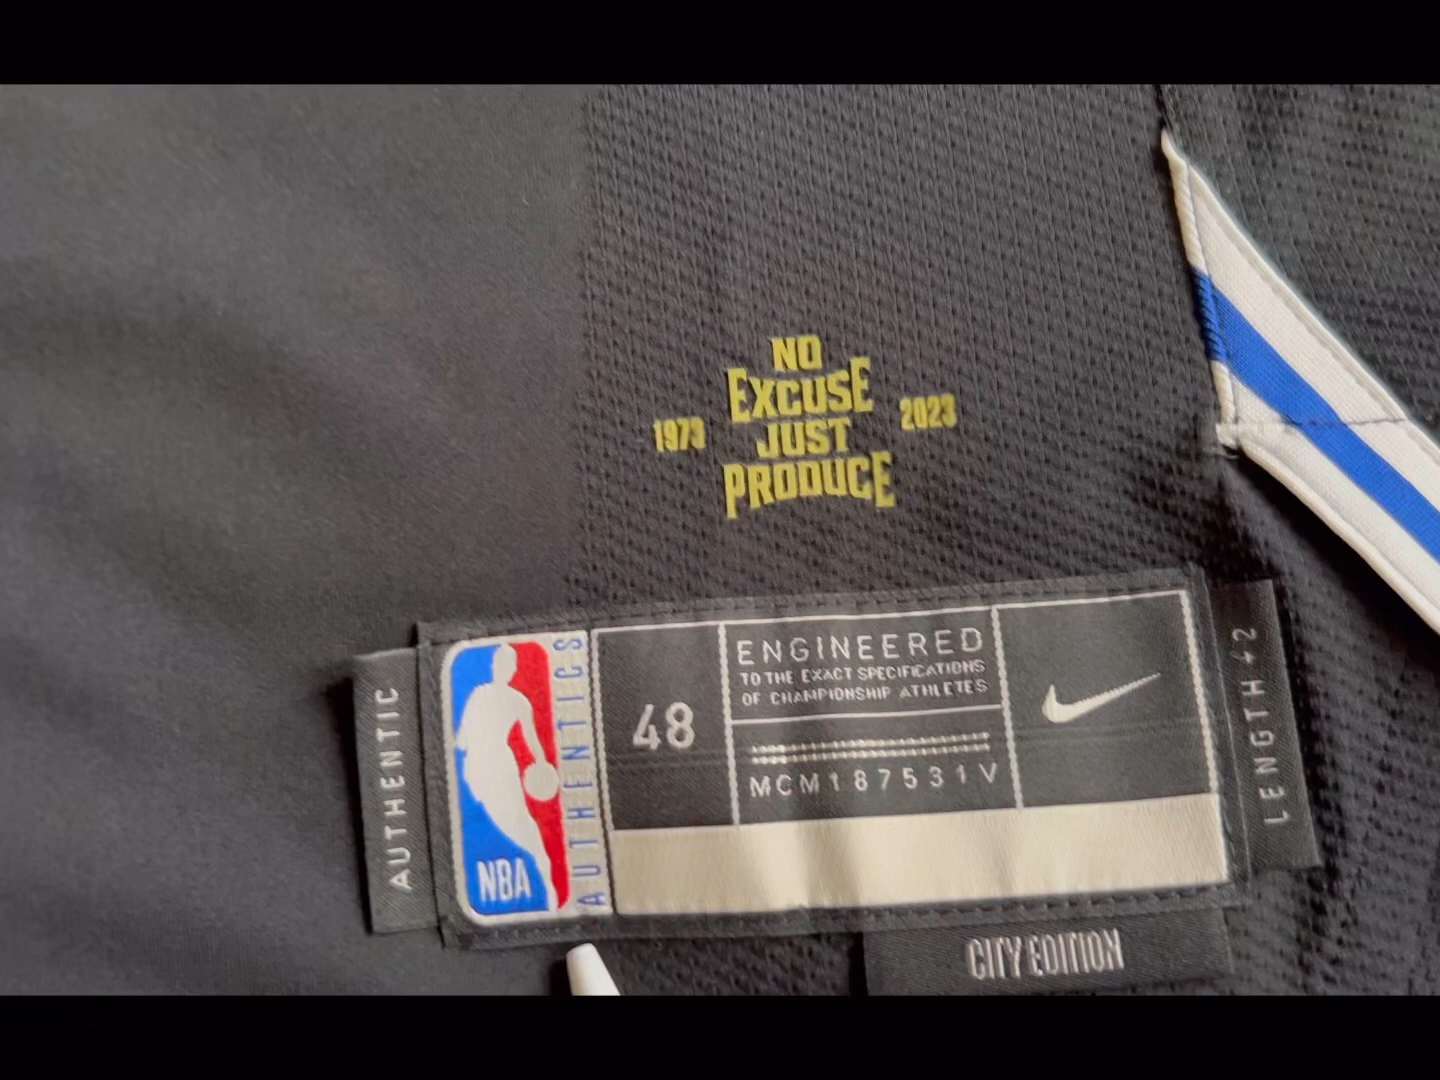 NO
EXCUSE
JUST
PRODUCE
1973
2023
AUTHENTIC
NBA
AUTHENTICS
48
ENGINEERED
TO THE EXACT SPECIFICATIONS
OF CHAMPIONSHIP ATHLETES
MCM187531V
LENGTH +2
CITY EDITION